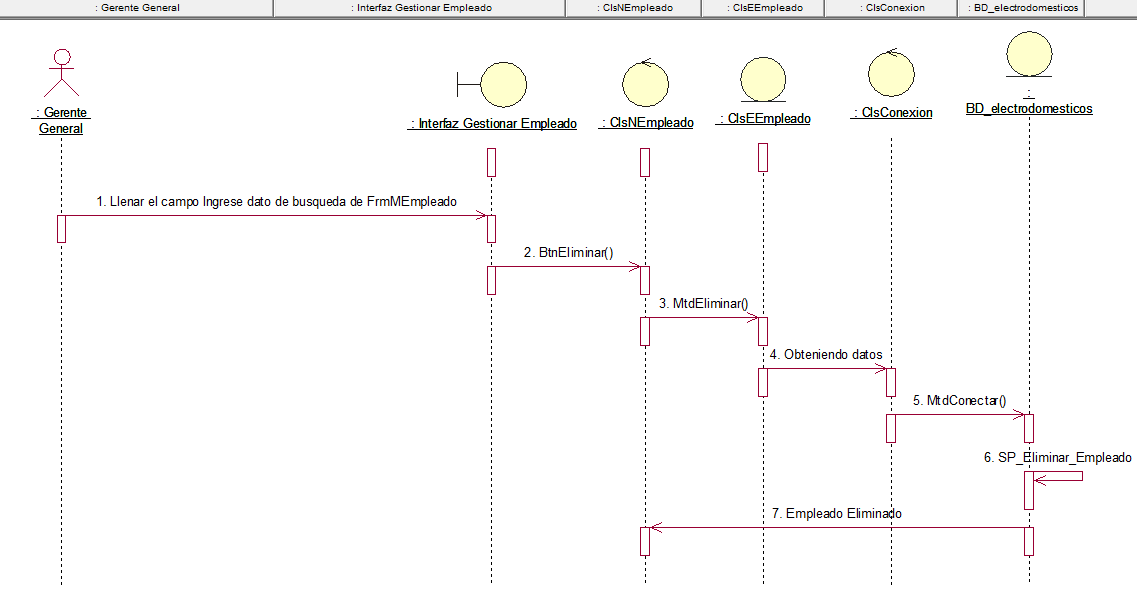 : Gerente General
: Interfaz Gestionar Empleado
: ClsNEmpleado
: ClsEEmpleado
: ClsConexion
: BD_electrodomesticos
: Gerente
General
: Interfaz Gestionar Empleado
: ClsNEmpleado
: ClsEEmpleado
: ClsConexion
:
BD_electrodomesticos
1. Llenar el campo Ingrese dato de busqueda de FrmMEmpleado
2. BtnEliminar()
3. MtdEliminar()
4. Obteniendo datos
5. MtdConectar()
6. SP_Eliminar_Empleado
7. Empleado Eliminado